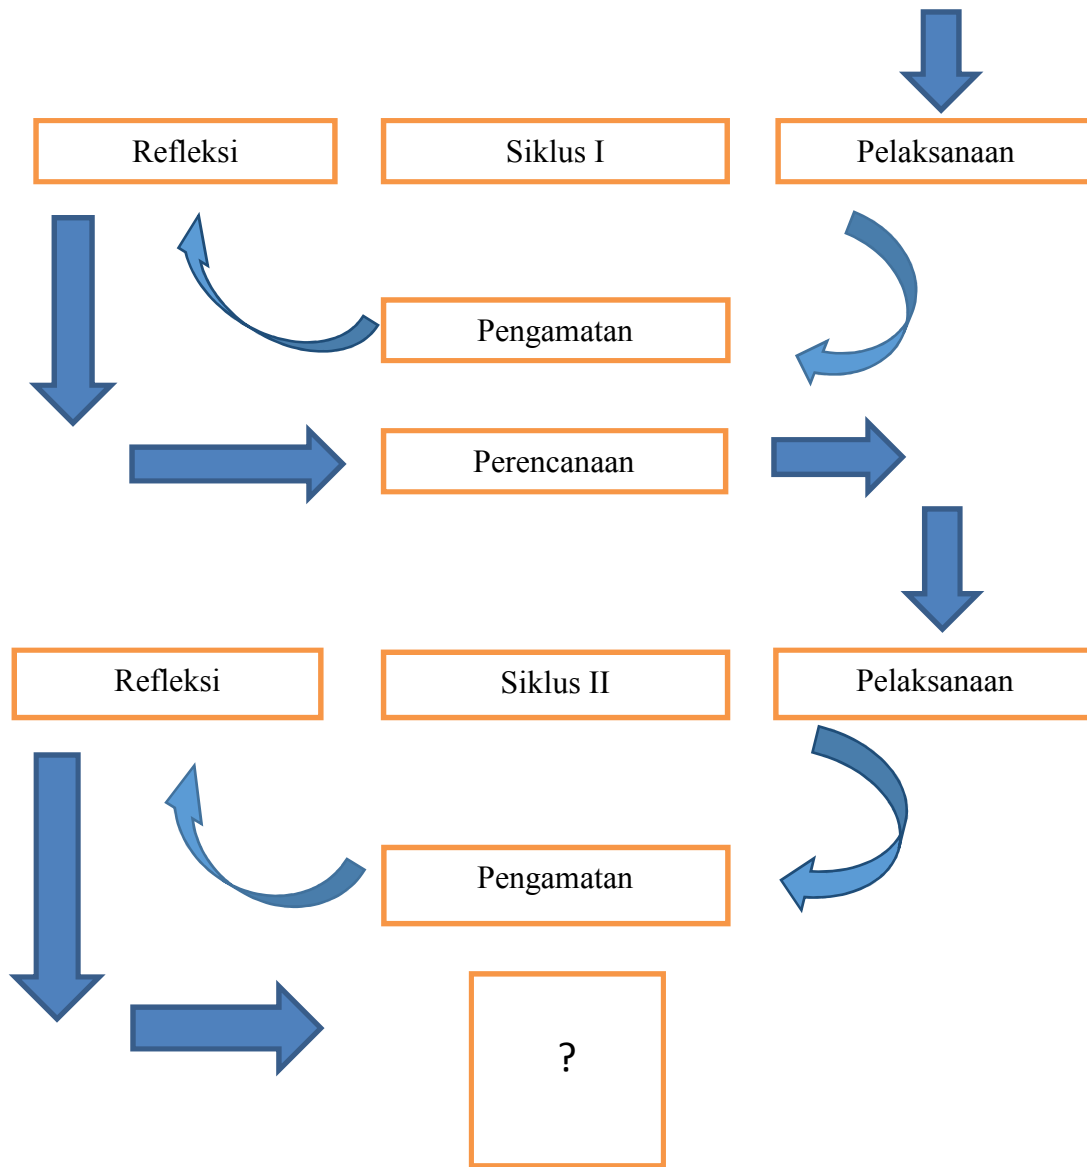 Refleksi
Siklus I
Pelaksanaan
Pengamatan
Perencanaan
Refleksi
Siklus II
Pelaksanaan
Pengamatan
?